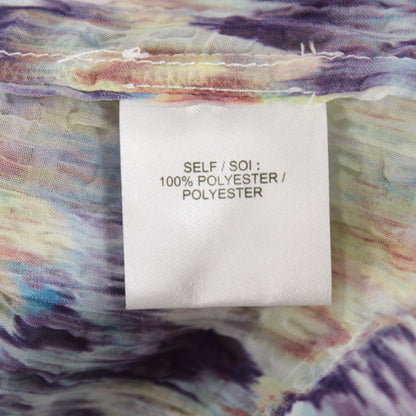 SELF / SOI :
100% POLYESTER /
POLYESTER